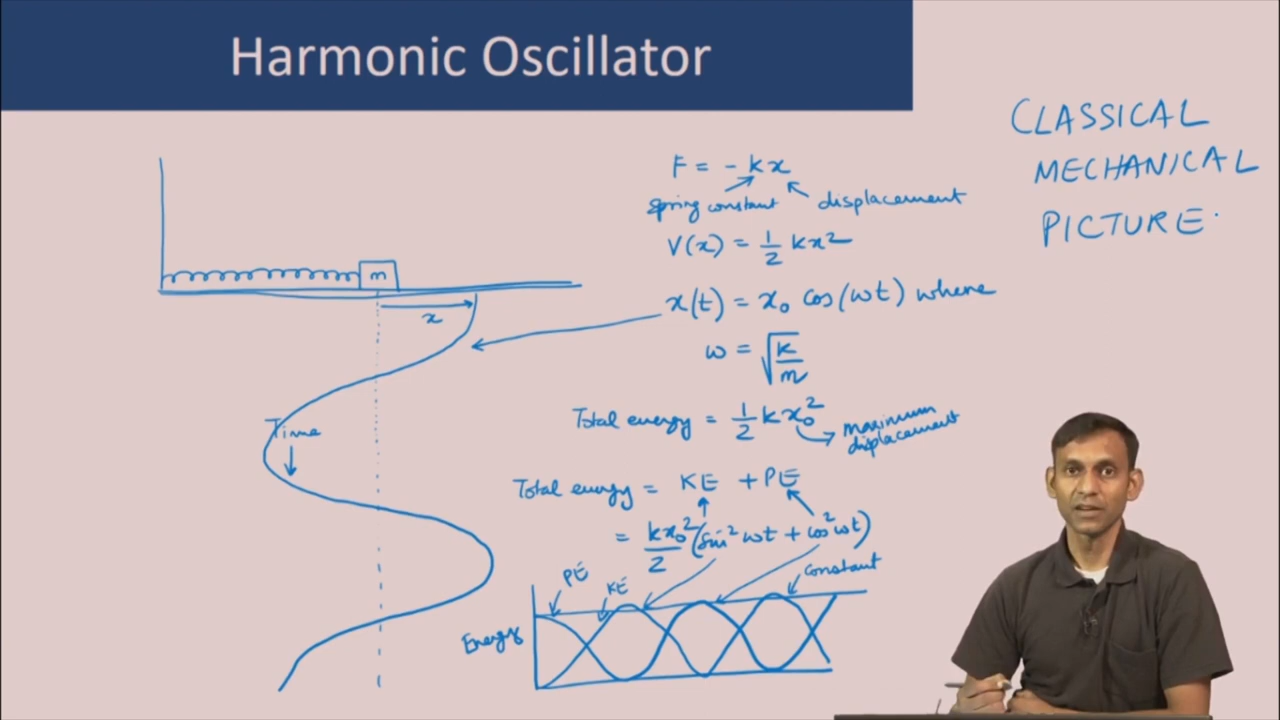 Harmonic Oscillator
CLASSICAL
MECHANICAL
PICTURE.
F = - kx
spring constant displacement
V(x) = 1/2 kx²
m
x
x(t) = x₀ cos(ωt) where
ω = √(k/m)
Time
Total energy = 1/2 kx₀²
maximum
displacement
Total energy = KE + PE
= kx₀²/2 (sin² ωt + cos² ωt)
PE
KE
constant
Energy